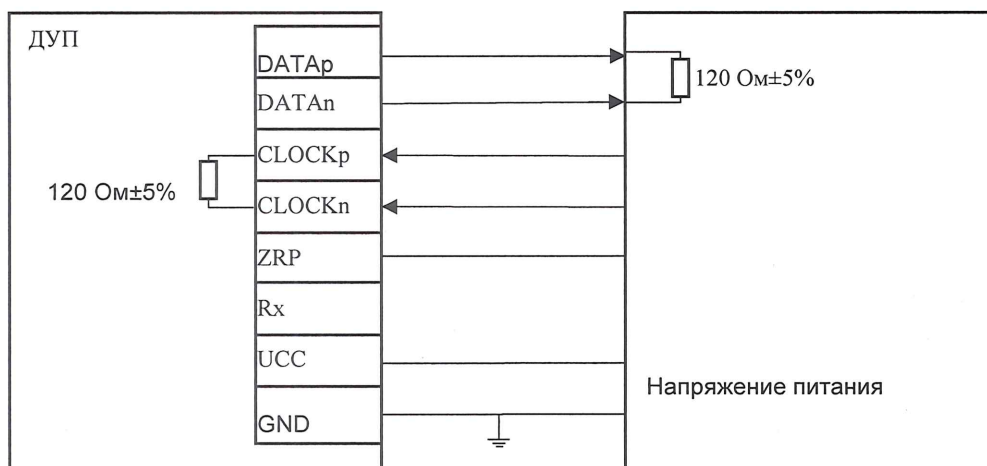 ДУП
DATAp
DATAn
CLOCKp
CLOCKn
ZRP
Rx
UCC
GND
120 Ом±5%
120 Ом±5%
Напряжение питания